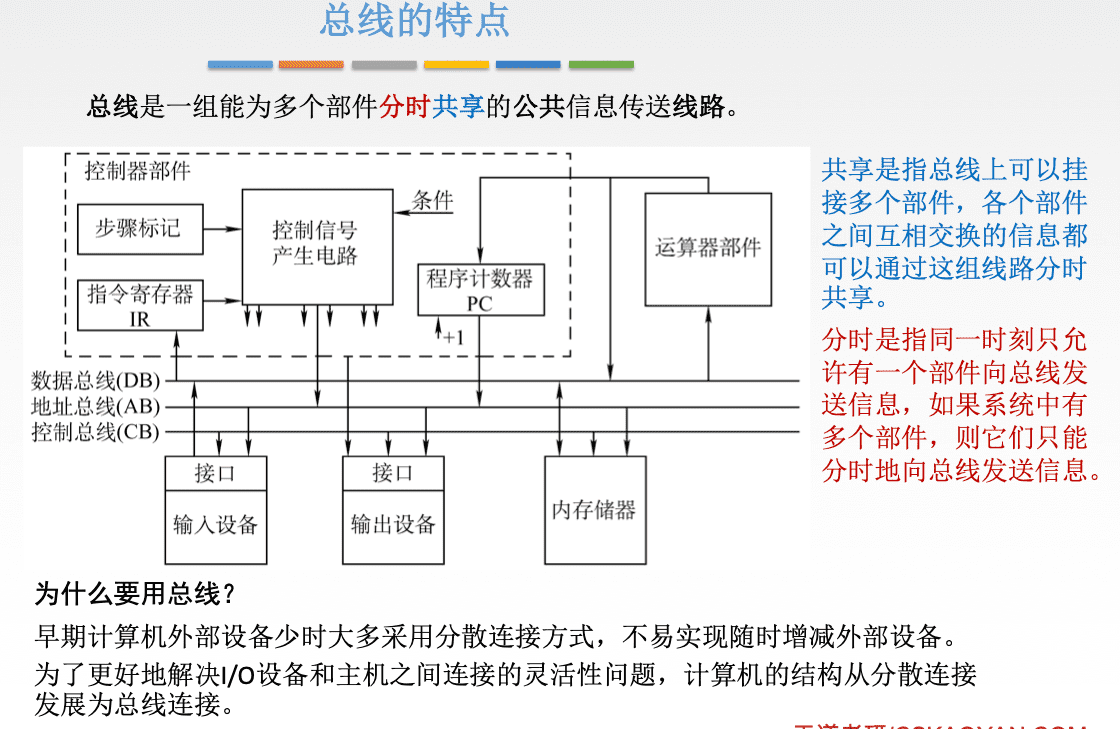 总线的特点
总线是一组能为多个部件分时共享的公共信息传送线路。
控制器部件
步骤标记
指令寄存器
IR
控制信号
产生电路
条件
程序计数器
PC
+1
运算器部件
数据总线(DB)
地址总线(AB)
控制总线(CB)
接口
输入设备
接口
输出设备
内存储器
共享是指总线上可以挂
接多个部件，各个部件
之间互相交换的信息都
可以通过这组线路分时
共享。
分时是指同一时刻只允
许有一个部件向总线发
送信息，如果系统中有
多个部件，则它们只能
分时地向总线发送信息。
为什么要用总线？
早期计算机外部设备少时大多采用分散连接方式，不易实现随时增减外部设备。
为了更好地解决I/O设备和主机之间连接的灵活性问题，计算机的结构从分散连接
发展为总线连接。